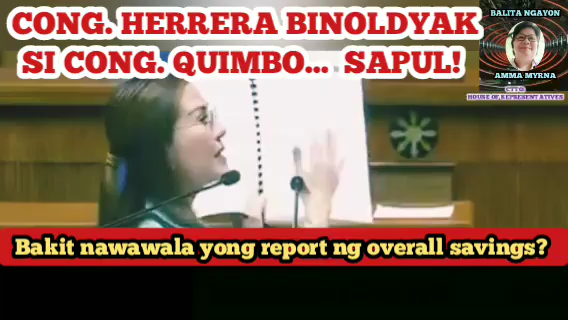 CONG. HERRERA BINOLDYAK
SI CONG. QUIMBO... SAPUL!
BALITA NGAYON
AMMA MYRNA
CTTO:
HOUSE OF REPRESENTATIVES
Bakit nawawala yong report ng overall savings?